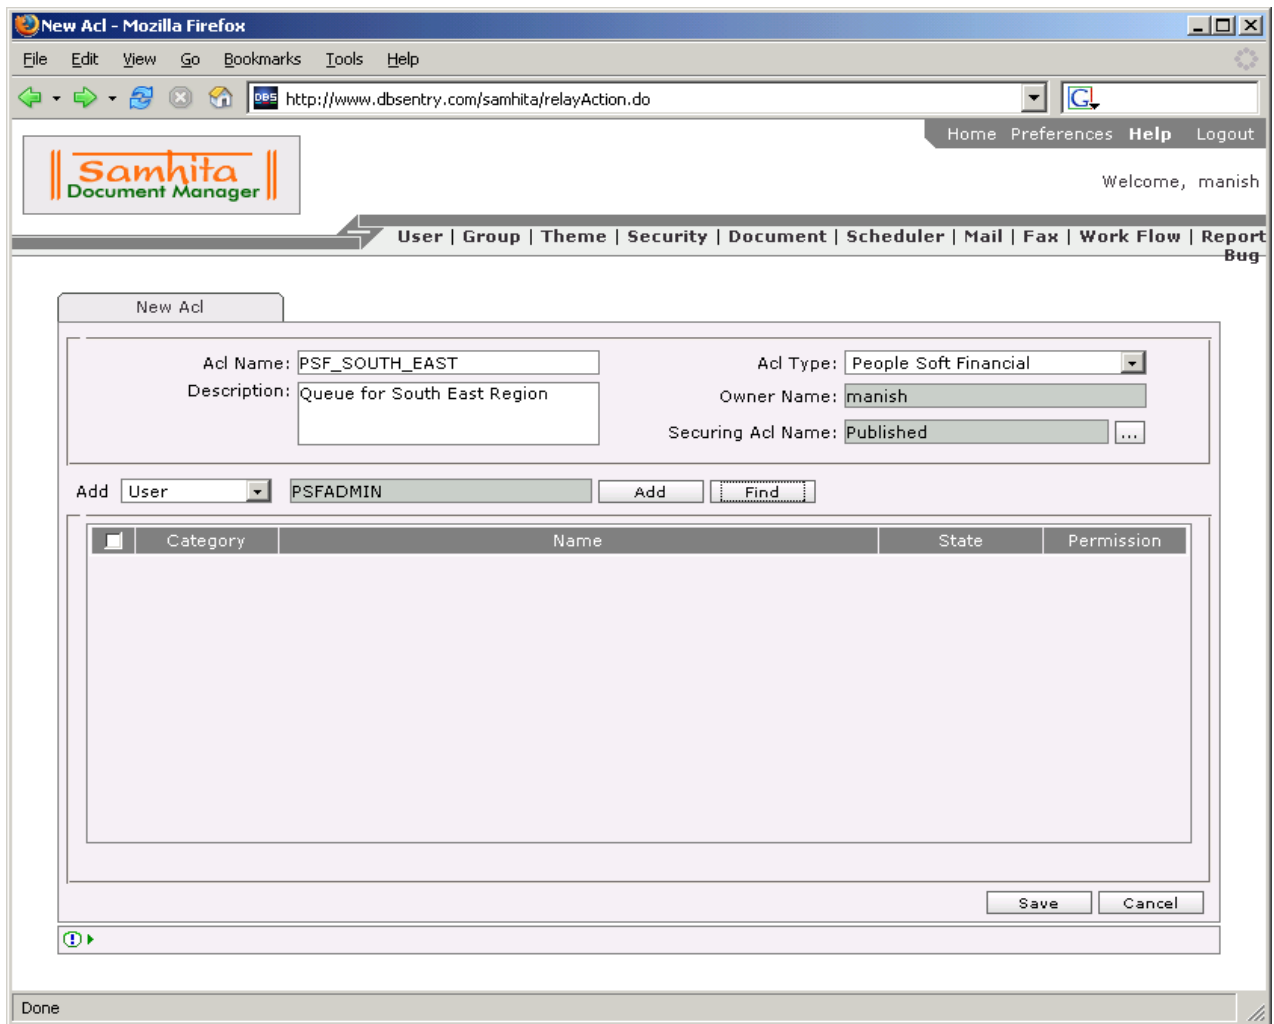 New Acl - Mozilla Firefox
File Edit View Go Bookmarks Tools Help
DBS http://www.dbsentry.com/samhita/relayAction.do G
Home Preferences Help Logout
Samhita
Document Manager
Welcome, manish
User | Group | Theme | Security | Document | Scheduler | Mail | Fax | Work Flow | Report
Bug
New Acl
Acl Name: PSF_SOUTH_EAST Acl Type: People Soft Financial
Description: Queue for South East Region Owner Name: manish
Securing Acl Name: Published ...
Add User PSFADMIN Add Find
Category Name State Permission
Save Cancel
Done